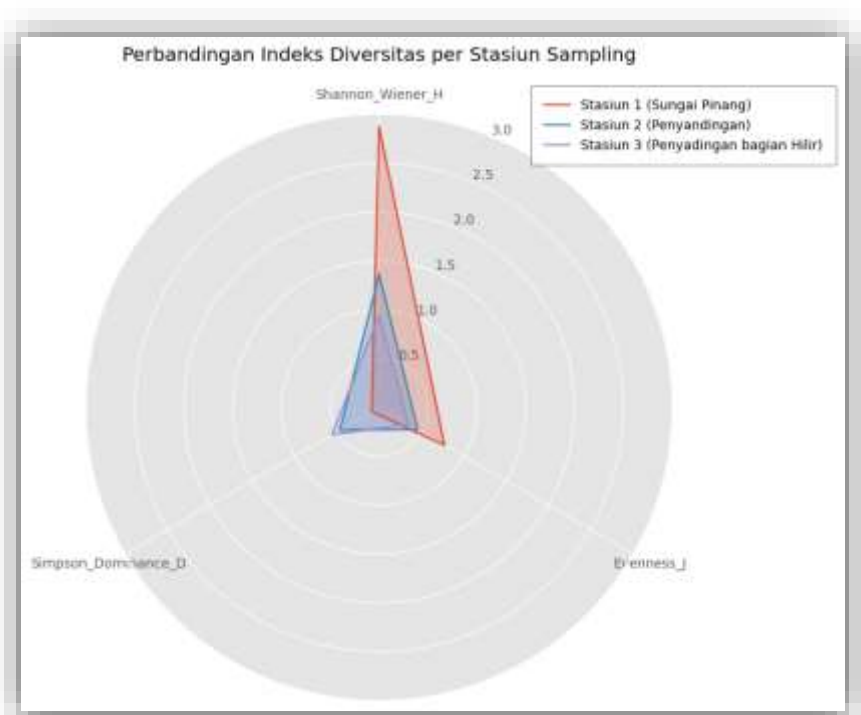 Perbandingan Indeks Diversitas per Stasiun Sampling
Shannon_Wiener_H
Stasiun 1 (Sungai Pinang)
Stasiun 2 (Penyandingan)
Stasiun 3 (Penyadingan bagian Hilir)
3.0
2.5
2.0
1.5
1.0
0.5
Simpson_Dominance_D
Evenness_J